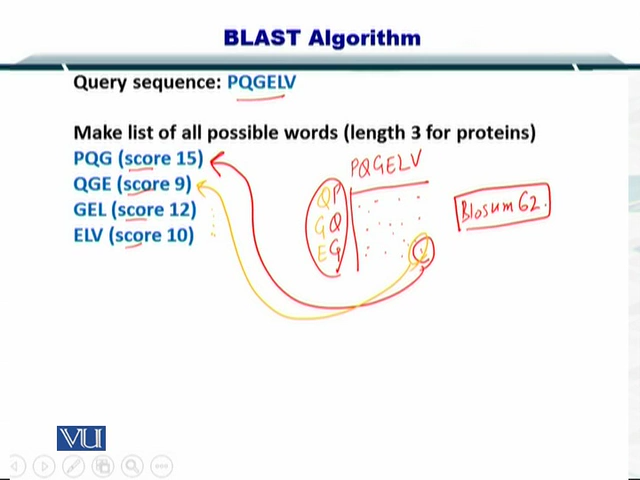 BLAST Algorithm
Query sequence: PQGELV
Make list of all possible words (length 3 for proteins)
PQG (score 15)
QGE (score 9)
GEL (score 12)
ELV (score 10)
PQGELV
QP
GQ
EG
Blosum 62.
VU